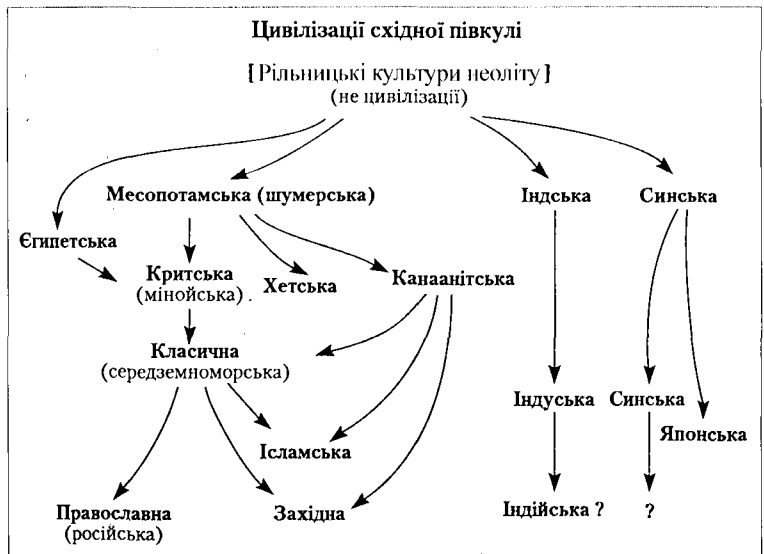 Цивілізації східної півкулі
[Рільницькі культури неоліту]
(не цивілізації)
Месопотамська (шумерська)
Індська
Синська
Єгипетська
Критська
(мінойська).
Хетська
Канаанітська
Класична
(середземноморська)
Індуська
Синська
Японська
Ісламська
Православна
(російська)
Західна
Індійська ?
?